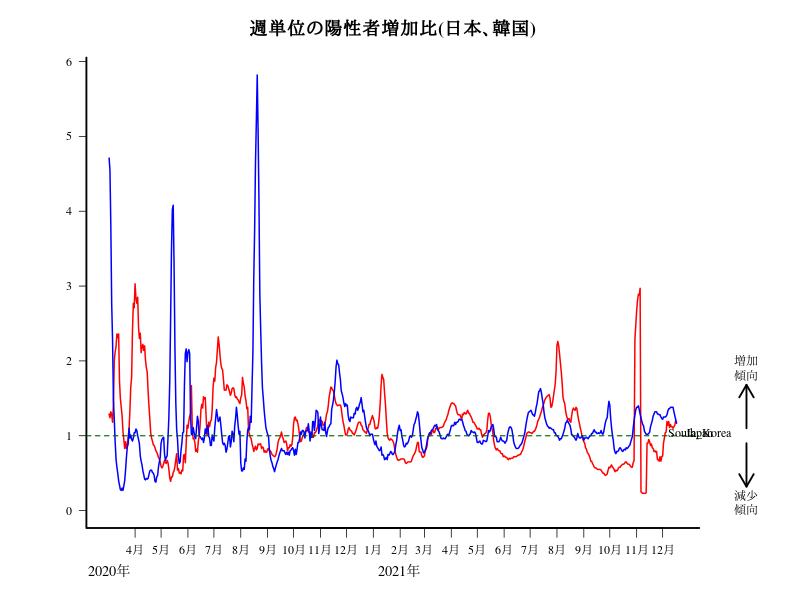 週単位の陽性者増加比(日本、韓国)
6
5
4
3
2
1
0
増加
傾向
South Korea
Japan
減少
傾向
4月 5月 6月 7月 8月 9月 10月 11月 12月 1月 2月 3月 4月 5月 6月 7月 8月 9月 10月 11月 12月
2020年 2021年